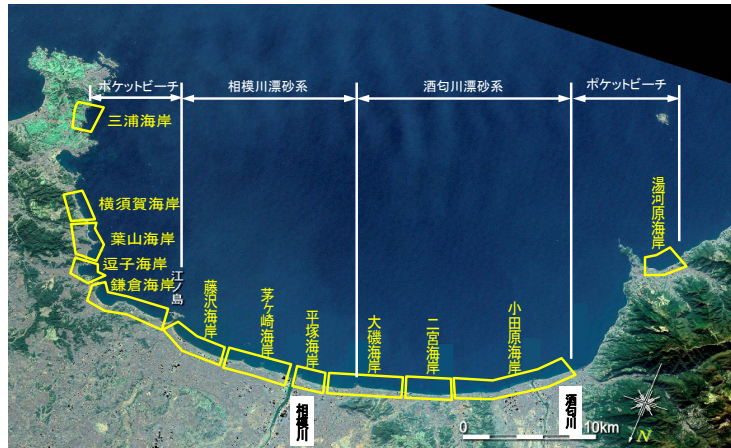 ポケットビーチ
相模川漂砂系
酒匂川漂砂系
ポケットビーチ
三浦海岸
横須賀海岸
葉山海岸
逗子海岸
鎌倉海岸
江ノ島
藤沢海岸
茅ヶ崎海岸
平塚海岸
大磯海岸
二宮海岸
小田原海岸
湯河原海岸
相模川
酒匂川
0 10km
N